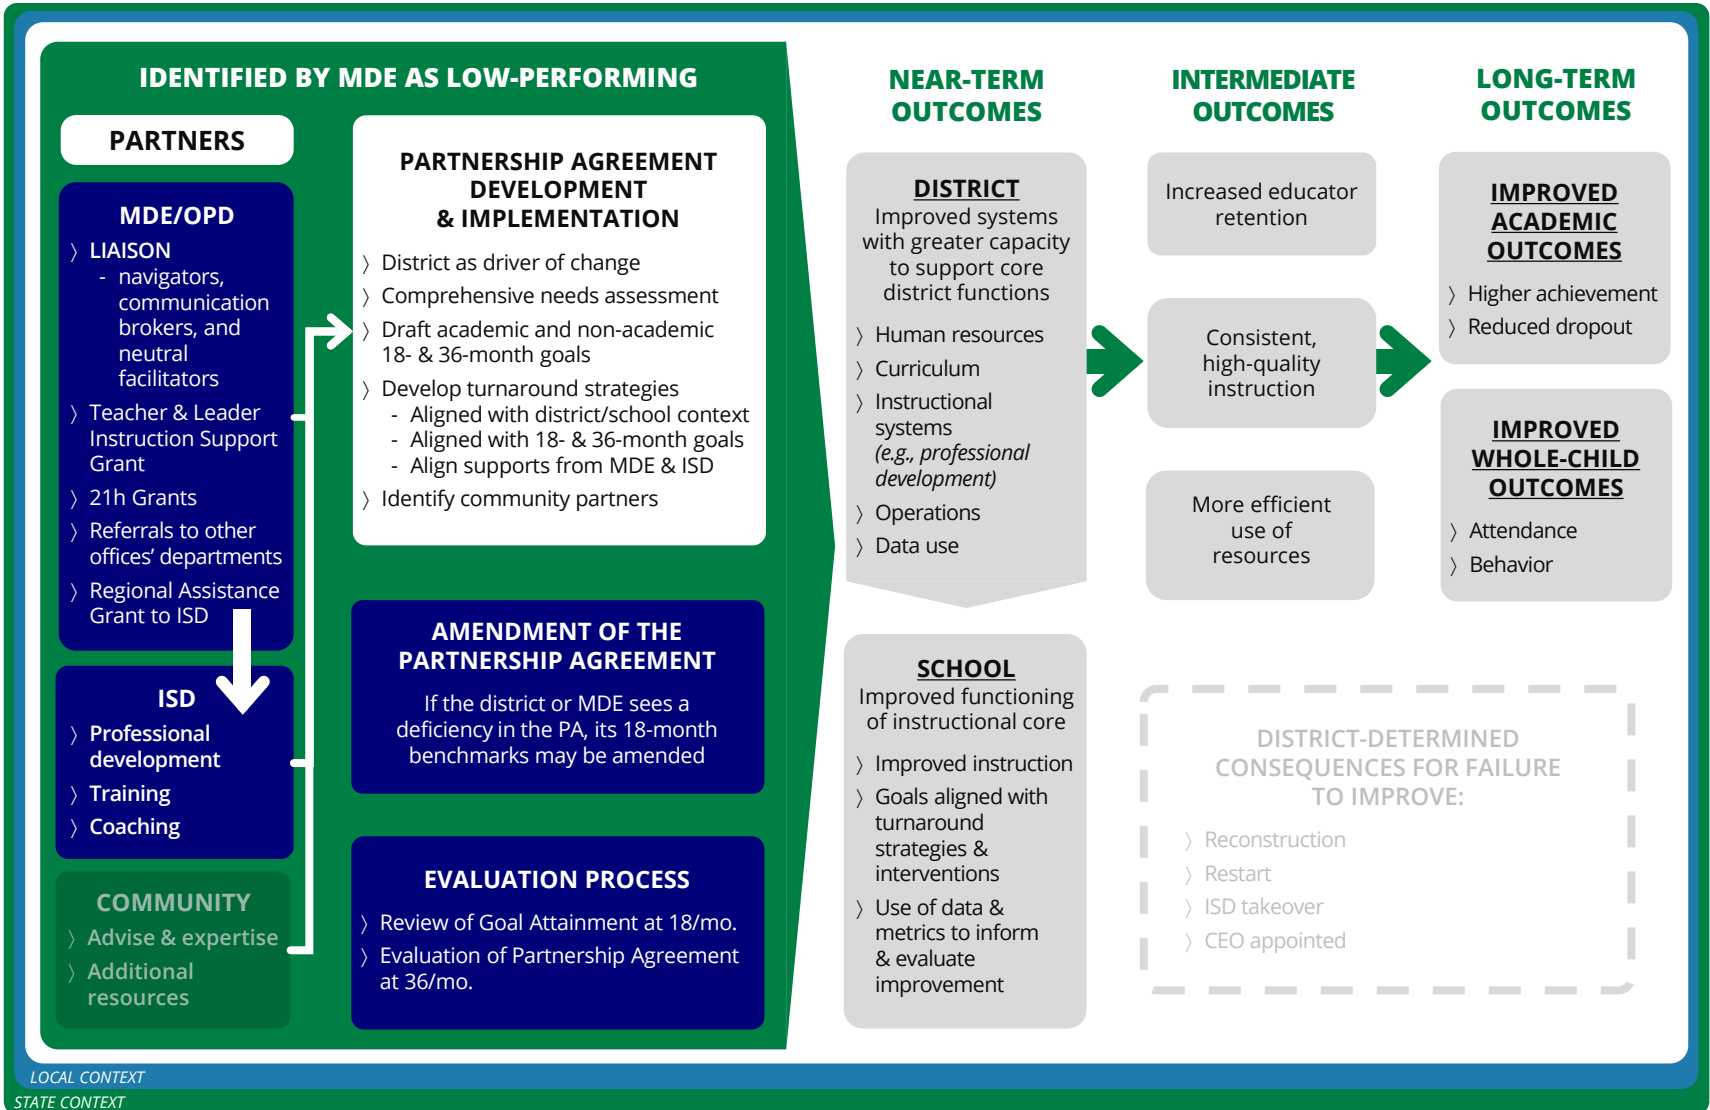 IDENTIFIED BY MDE AS LOW-PERFORMING
PARTNERS
MDE/OPD
〉 LIAISON
- navigators,
communication
brokers, and
neutral
facilitators
〉 Teacher & Leader
Instruction Support
Grant
〉 21h Grants
〉 Referrals to other
offices’ departments
〉 Regional Assistance
Grant to ISD
ISD
〉 Professional
development
〉 Training
〉 Coaching
COMMUNITY
〉 Advise & expertise
〉 Additional
resources
PARTNERSHIP AGREEMENT
DEVELOPMENT
& IMPLEMENTATION
〉 District as driver of change
〉 Comprehensive needs assessment
〉 Draft academic and non-academic
18- & 36-month goals
〉 Develop turnaround strategies
- Aligned with district/school context
- Aligned with 18- & 36-month goals
- Align supports from MDE & ISD
〉 Identify community partners
AMENDMENT OF THE
PARTNERSHIP AGREEMENT
If the district or MDE sees a
deficiency in the PA, its 18-month
benchmarks may be amended
EVALUATION PROCESS
〉 Review of Goal Attainment at 18/mo.
〉 Evaluation of Partnership Agreement
at 36/mo.
NEAR-TERM
OUTCOMES
DISTRICT
Improved systems
with greater capacity
to support core
district functions
〉 Human resources
〉 Curriculum
〉 Instructional
systems
(e.g., professional
development)
〉 Operations
〉 Data use
SCHOOL
Improved functioning
of instructional core
〉 Improved instruction
〉 Goals aligned with
turnaround
strategies &
interventions
〉 Use of data &
metrics to inform
& evaluate
improvement
INTERMEDIATE
OUTCOMES
Increased educator
retention
Consistent,
high-quality
instruction
More efficient
use of
resources
LONG-TERM
OUTCOMES
IMPROVED
ACADEMIC
OUTCOMES
〉 Higher achievement
〉 Reduced dropout
IMPROVED
WHOLE-CHILD
OUTCOMES
〉 Attendance
〉 Behavior
DISTRICT-DETERMINED
CONSEQUENCES FOR FAILURE
TO IMPROVE:
〉 Reconstruction
〉 Restart
〉 ISD takeover
〉 CEO appointed
LOCAL CONTEXT
STATE CONTEXT